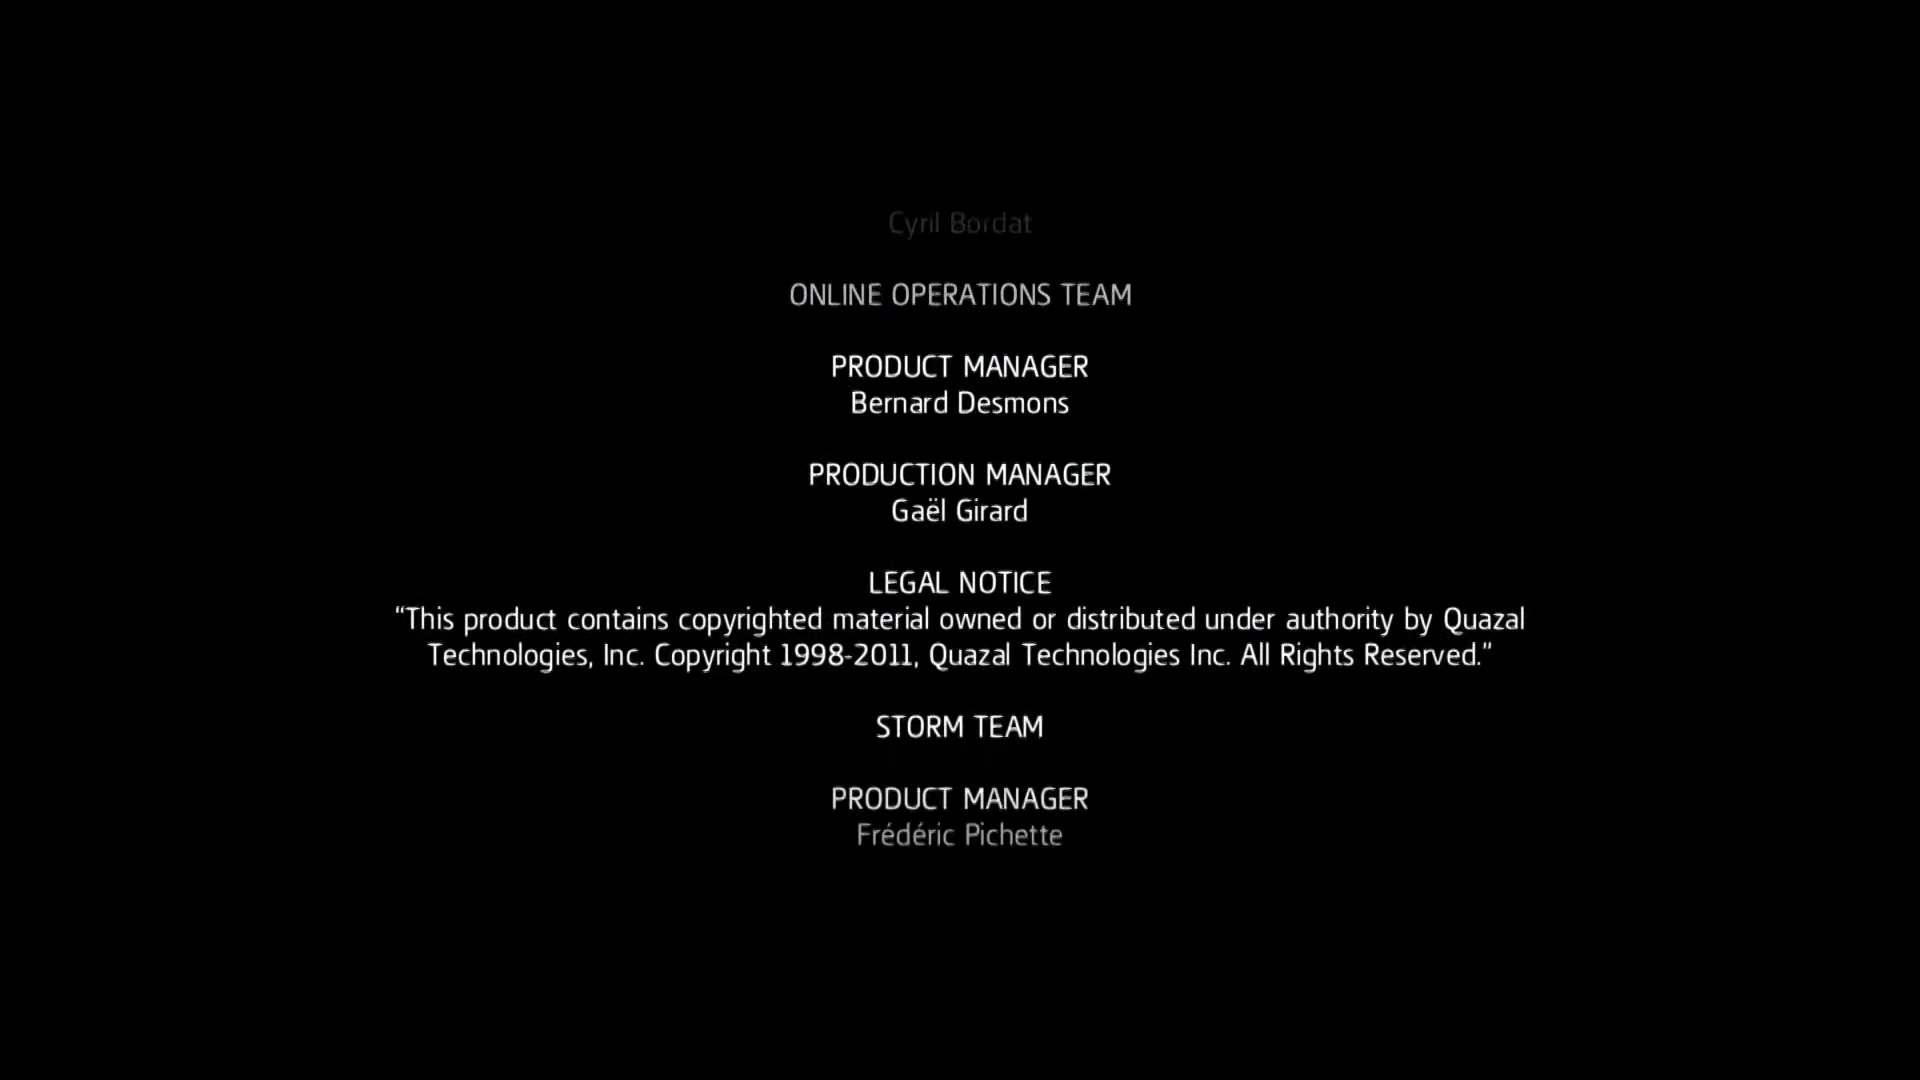 Cyril Bordat
ONLINE OPERATIONS TEAM
PRODUCT MANAGER
Bernard Desmons
PRODUCTION MANAGER
Gaël Girard
LEGAL NOTICE
“This product contains copyrighted material owned or distributed under authority by Quazal
Technologies, Inc. Copyright 1998-2011, Quazal Technologies Inc. All Rights Reserved.”
STORM TEAM
PRODUCT MANAGER
Frédéric Pichette